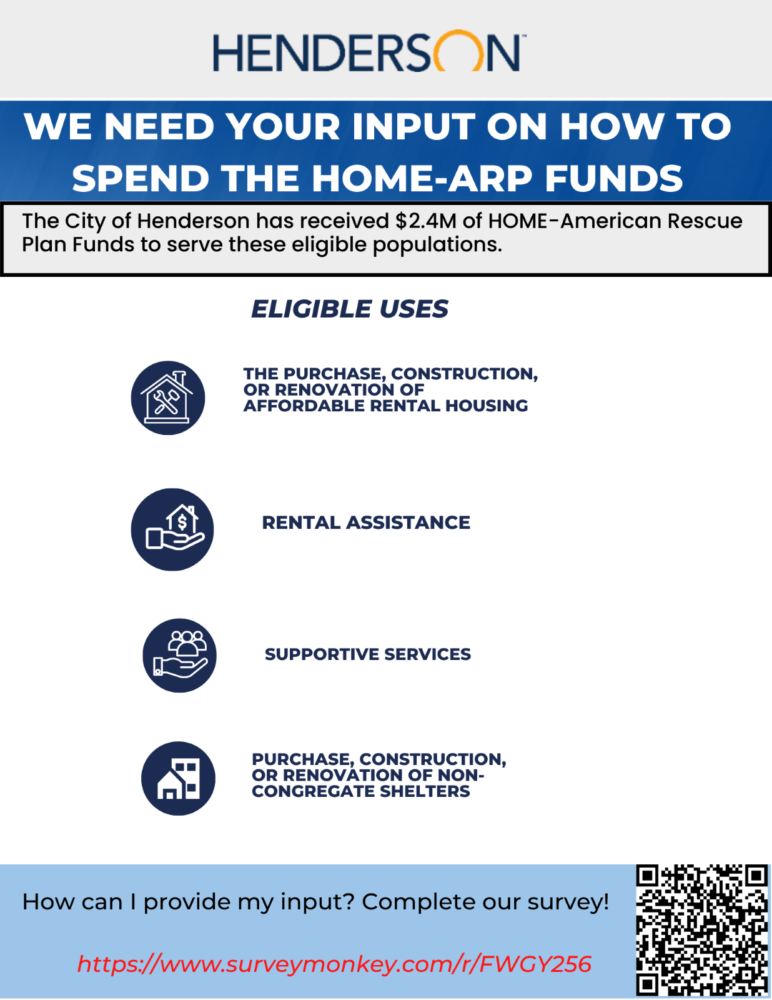 HENDERSON™
WE NEED YOUR INPUT ON HOW TO
SPEND THE HOME-ARP FUNDS
The City of Henderson has received $2.4M of HOME-American Rescue
Plan Funds to serve these eligible populations.
ELIGIBLE USES
THE PURCHASE, CONSTRUCTION,
OR RENOVATION OF
AFFORDABLE RENTAL HOUSING
$
RENTAL ASSISTANCE
SUPPORTIVE SERVICES
PURCHASE, CONSTRUCTION,
OR RENOVATION OF NON-
CONGREGATE SHELTERS
How can I provide my input? Complete our survey!
https://www.surveymonkey.com/r/FWGY256